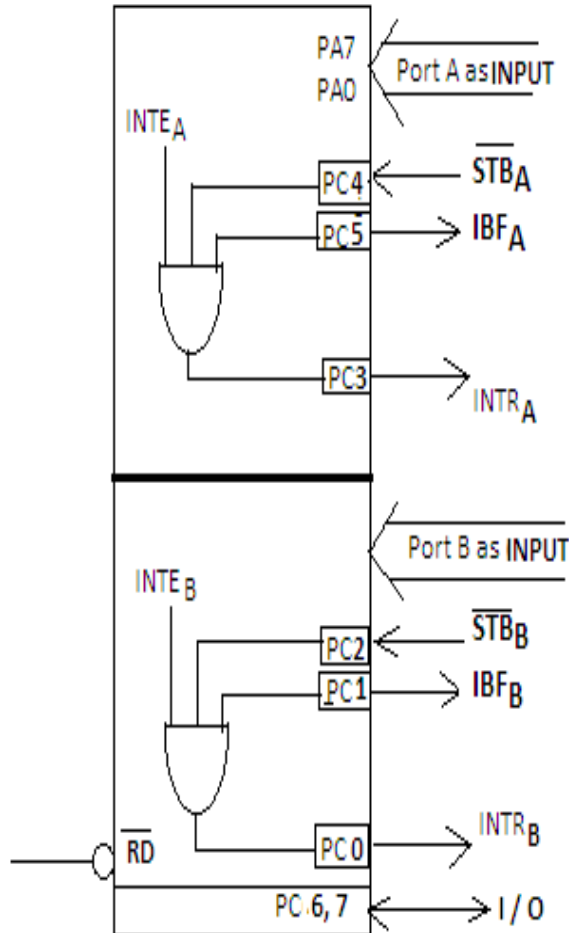 PA7
Port A as INPUT
PA0
INTEA
PC4
STBA
PC5
IBFA
PC3
INTRA
Port B as INPUT
INTEB
PC2
STBB
PC1
IBFB
RD
PC0
INTRB
PC 6, 7
I / O